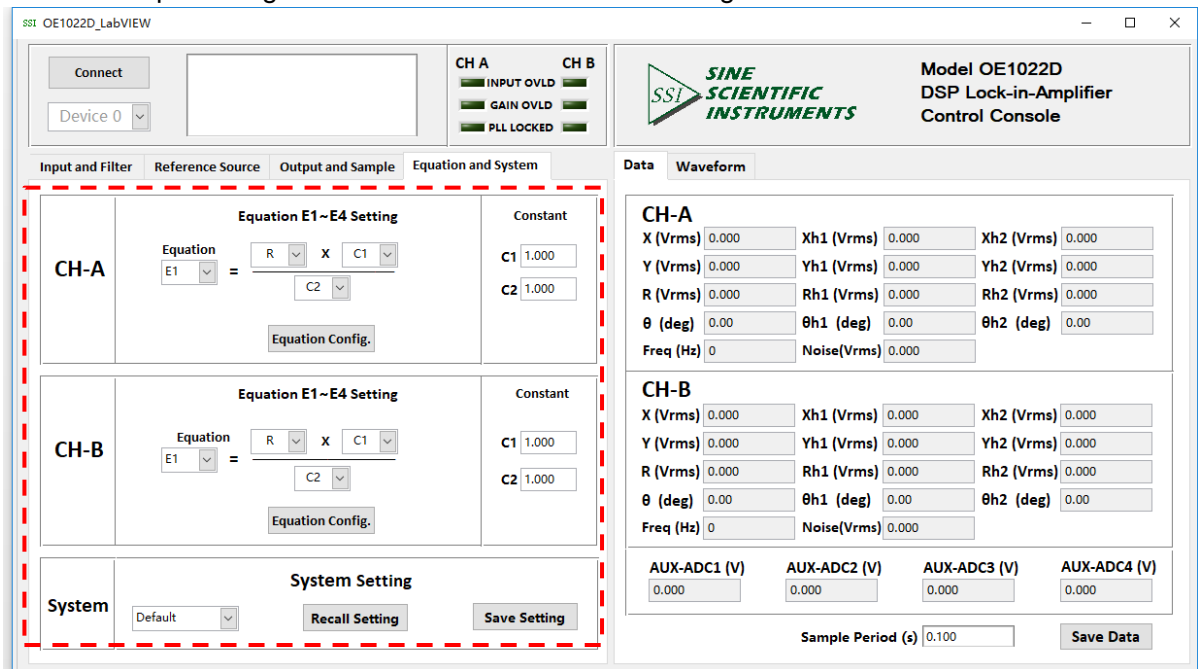 SSI OE1022D_LabVIEW
Connect
Device 0
CH A CH B
INPUT OVLD
GAIN OVLD
PLL LOCKED
SSI
SINE
SCIENTIFIC
INSTRUMENTS
Model OE1022D
DSP Lock-in-Amplifier
Control Console
Input and Filter Reference Source Output and Sample Equation and System
CH-A
Equation E1~E4 Setting
Equation
E1 = R X C1
C2
Equation Config.
Constant
C1 1.000
C2 1.000
CH-B
Equation E1~E4 Setting
Equation
E1 = R X C1
C2
Equation Config.
Constant
C1 1.000
C2 1.000
System
System Setting
Default Recall Setting Save Setting
Data Waveform
CH-A
X (Vrms) 0.000 Xh1 (Vrms) 0.000 Xh2 (Vrms) 0.000
Y (Vrms) 0.000 Yh1 (Vrms) 0.000 Yh2 (Vrms) 0.000
R (Vrms) 0.000 Rh1 (Vrms) 0.000 Rh2 (Vrms) 0.000
θ (deg) 0.00 θh1 (deg) 0.00 θh2 (deg) 0.00
Freq (Hz) 0 Noise(Vrms) 0.000
CH-B
X (Vrms) 0.000 Xh1 (Vrms) 0.000 Xh2 (Vrms) 0.000
Y (Vrms) 0.000 Yh1 (Vrms) 0.000 Yh2 (Vrms) 0.000
R (Vrms) 0.000 Rh1 (Vrms) 0.000 Rh2 (Vrms) 0.000
θ (deg) 0.00 θh1 (deg) 0.00 θh2 (deg) 0.00
Freq (Hz) 0 Noise(Vrms) 0.000
AUX-ADC1 (V) AUX-ADC2 (V) AUX-ADC3 (V) AUX-ADC4 (V)
0.000 0.000 0.000 0.000
Sample Period (s) 0.100 Save Data